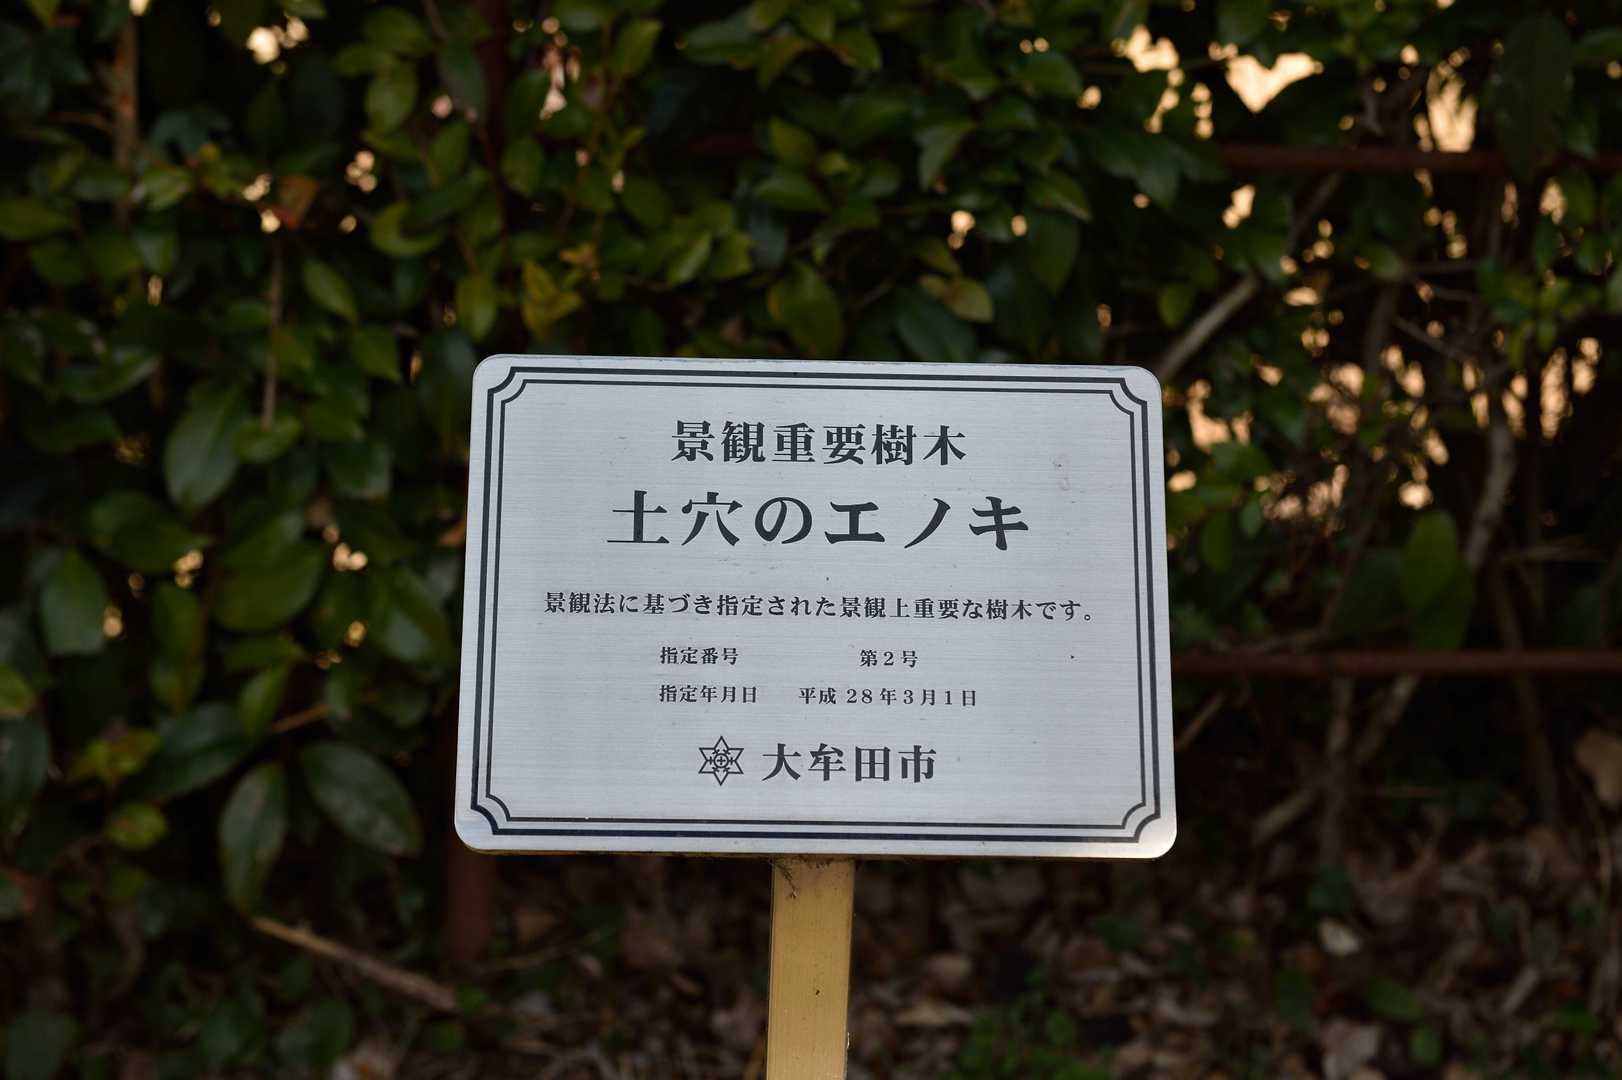 景観重要樹木
土穴のエノキ
景観法に基づき指定された景観上重要な樹木です。
指定番号 第2号
指定年月日 平成 28年3月1日
大牟田市